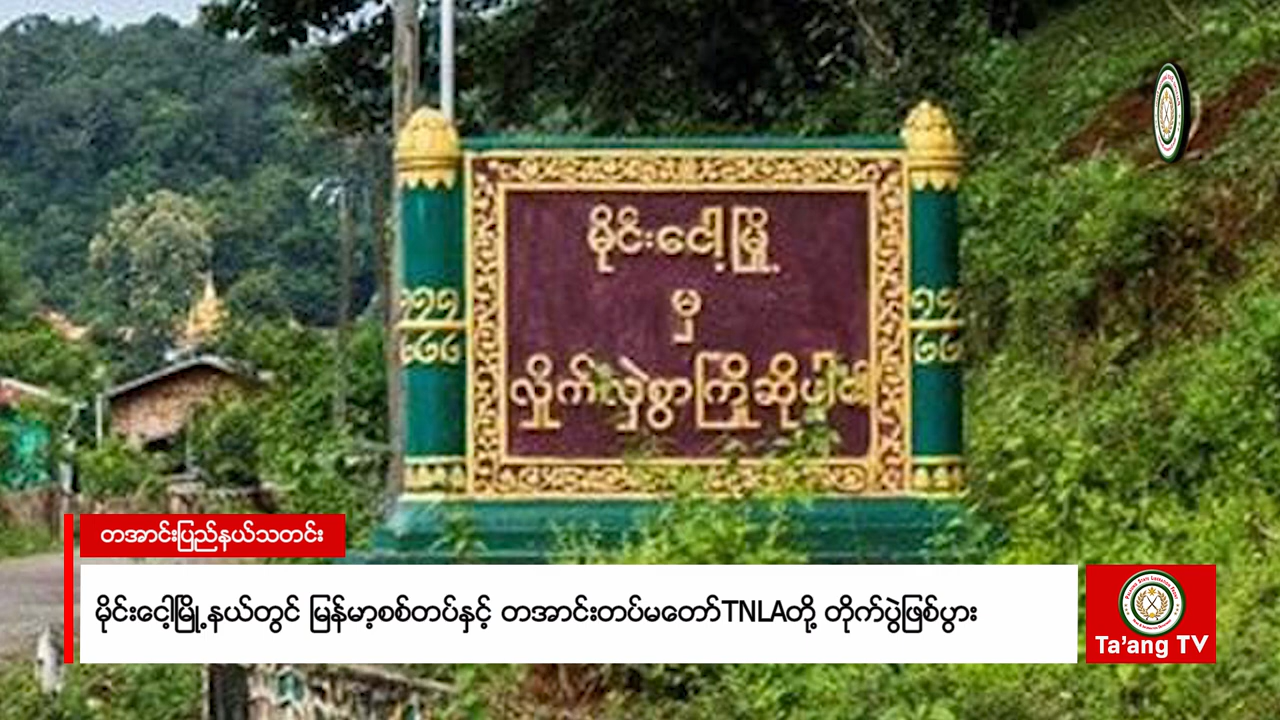 မိုင်းငေါ့မြို့
မှ
လှိုက်လှဲစွာကြိုဆိုပါ၏
တအာင်းပြည်နယ်သတင်း
မိုင်းငေါ့မြို့နယ်တွင် မြန်မာ့စစ်တပ်နှင့် တအာင်းတပ်မတော်TNLAတို့ တိုက်ပွဲဖြစ်ပွား
Ta'ang TV